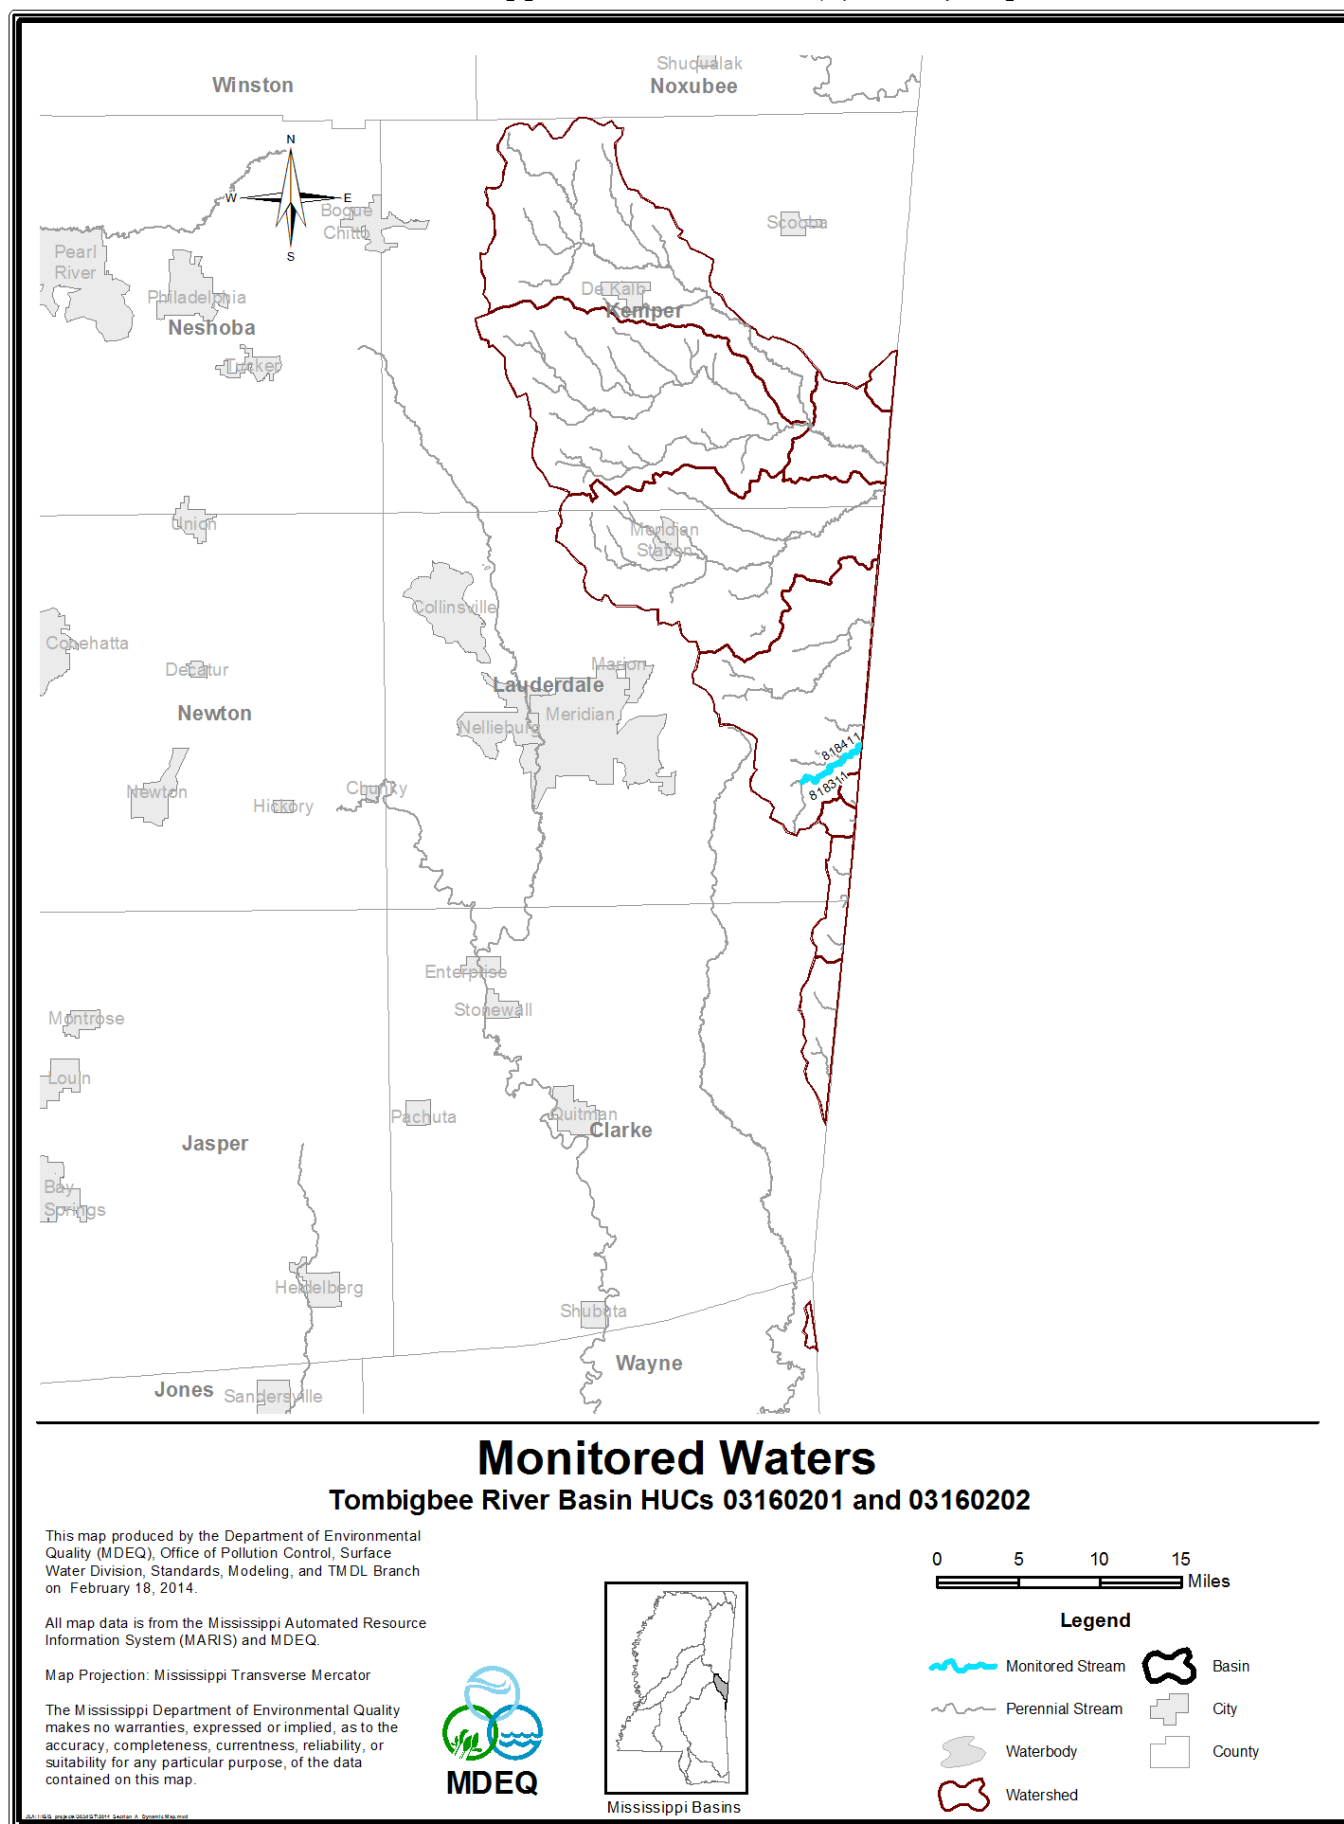 Shuqualak
Winston
Noxubee
N
W
E
S
Bogue
Chitto
Scooba
Pearl
River
Philadelphia
De Kalb
Kemper
Neshoba
Tucker
Union
Meridian
Station
Collinsville
Conehatta
Decatur
Marion
Lauderdale
Newton
Meridian
Nellieburg
818411
818311
Newton
Hickory
Chunky
Enterprise
Stonewall
Montrose
Louin
Pachuta
Quitman
Clarke
Jasper
Bay
Springs
Heidelberg
Shubuta
Wayne
Jones
Sandersville
Monitored Waters
Tombigbee River Basin HUCs 03160201 and 03160202
This map produced by the Department of Environmental
Quality (MDEQ), Office of Pollution Control, Surface
Water Division, Standards, Modeling, and TMDL Branch
on February 18, 2014.
All map data is from the Mississippi Automated Resource
Information System (MARIS) and MDEQ.
Map Projection: Mississippi Transverse Mercator
The Mississippi Department of Environmental Quality
makes no warranties, expressed or implied, as to the
accuracy, completeness, currentness, reliability, or
suitability for any particular purpose, of the data
contained on this map.
MDEQ
Mississippi Basins
0 5 10 15
Miles
Legend
Monitored Stream
Basin
Perennial Stream
City
Waterbody
County
Watershed